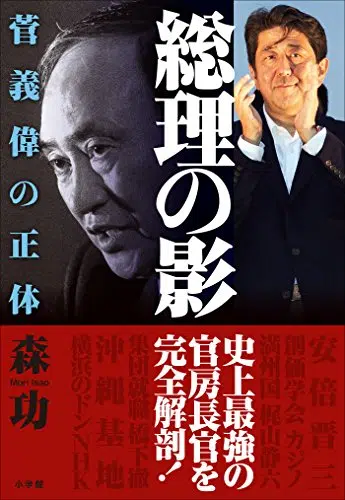 総理の影
菅義偉の正体
森功
Mori Isao
小学館
史上最強の
官房長官を
完全解剖!
安倍晋三
創価学会 カジノ
満州国 梶山静六
集団就職 橋下徹
沖縄基地
横浜のドン NHK